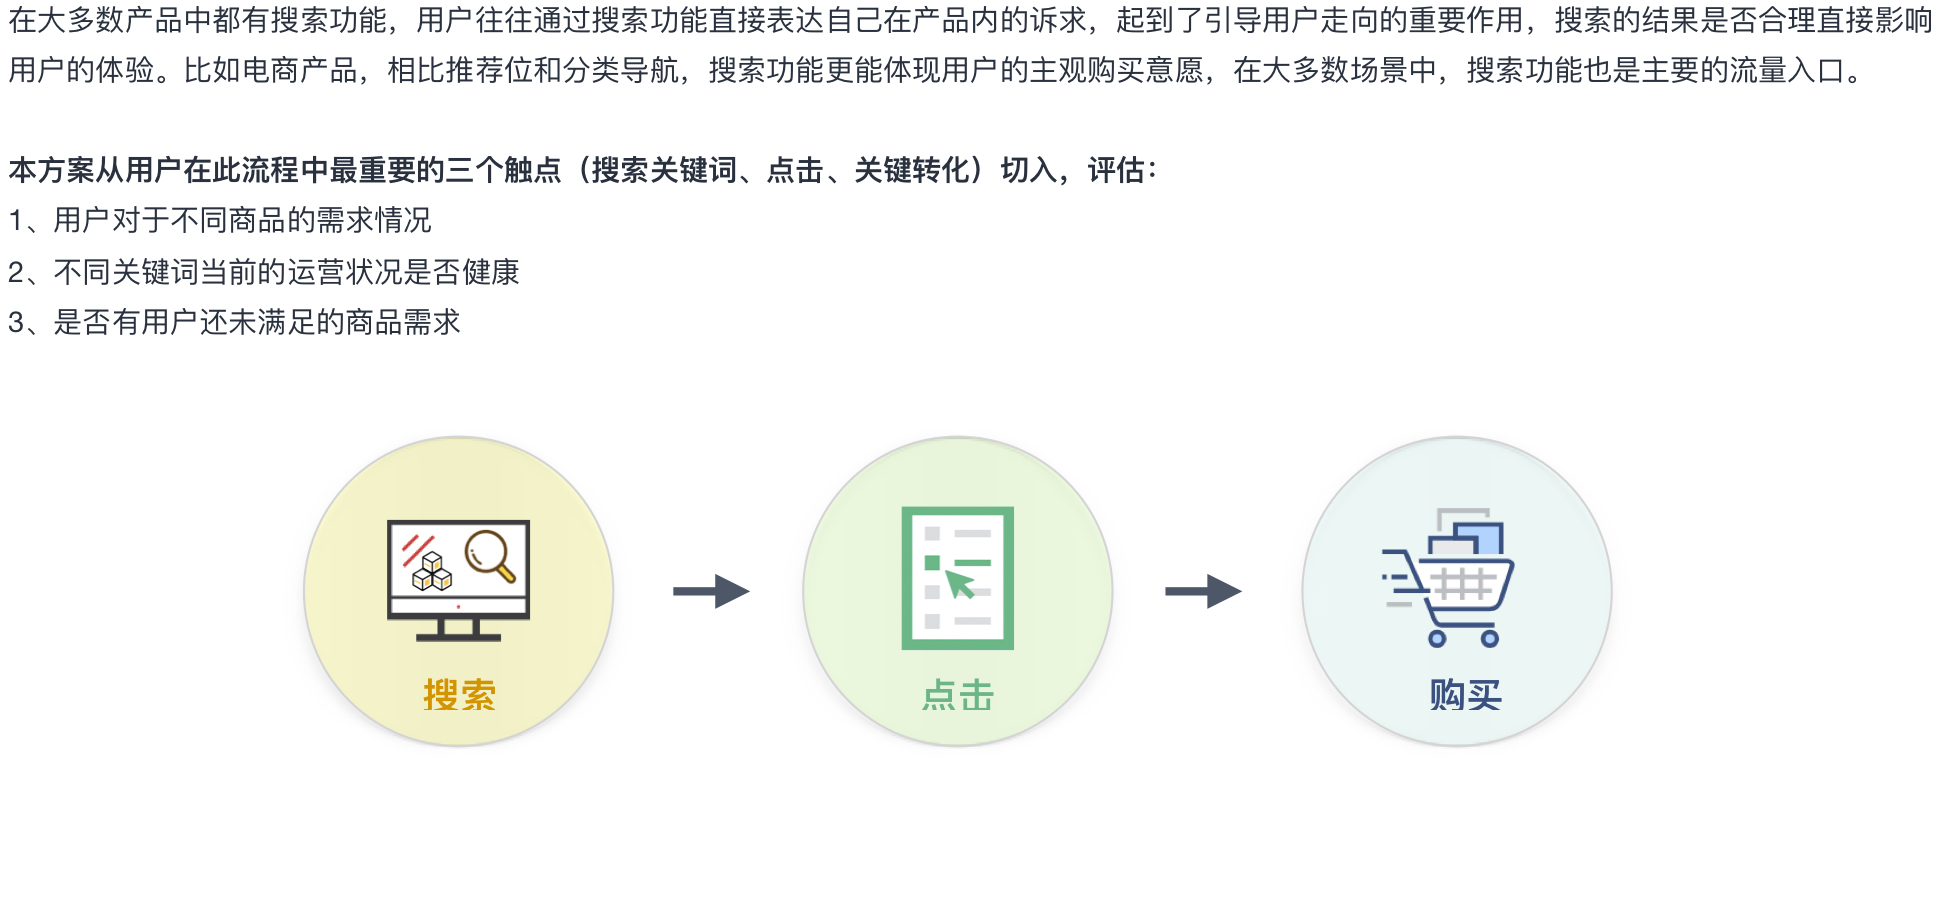 在大多数产品中都有搜索功能，用户往往通过搜索功能直接表达自己在产品内的诉求，起到了引导用户走向的重要作用，搜索的结果是否合理直接影响
用户的体验。比如电商产品，相比推荐位和分类导航，搜索功能更能体现用户的主观购买意愿，在大多数场景中，搜索功能也是主要的流量入口。
本方案从用户在此流程中最重要的三个触点（搜索关键词、点击、关键转化）切入，评估：
1、用户对于不同商品的需求情况
2、不同关键词当前的运营状况是否健康
3、是否有用户还未满足的商品需求
搜索
点击
购买